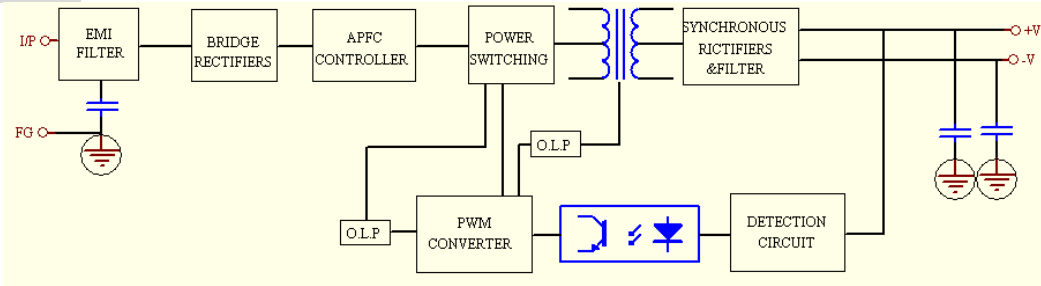 I/P
EMI
FILTER
BRIDGE
RECTIFIERS
APFC
CONTROLLER
POWER
SWITCHING
SYNCHRONOUS
RICTIFIERS
&FILTER
+V
-V
FG
O.L.P
O.L.P
PWM
CONVERTER
DETECTION
CIRCUIT